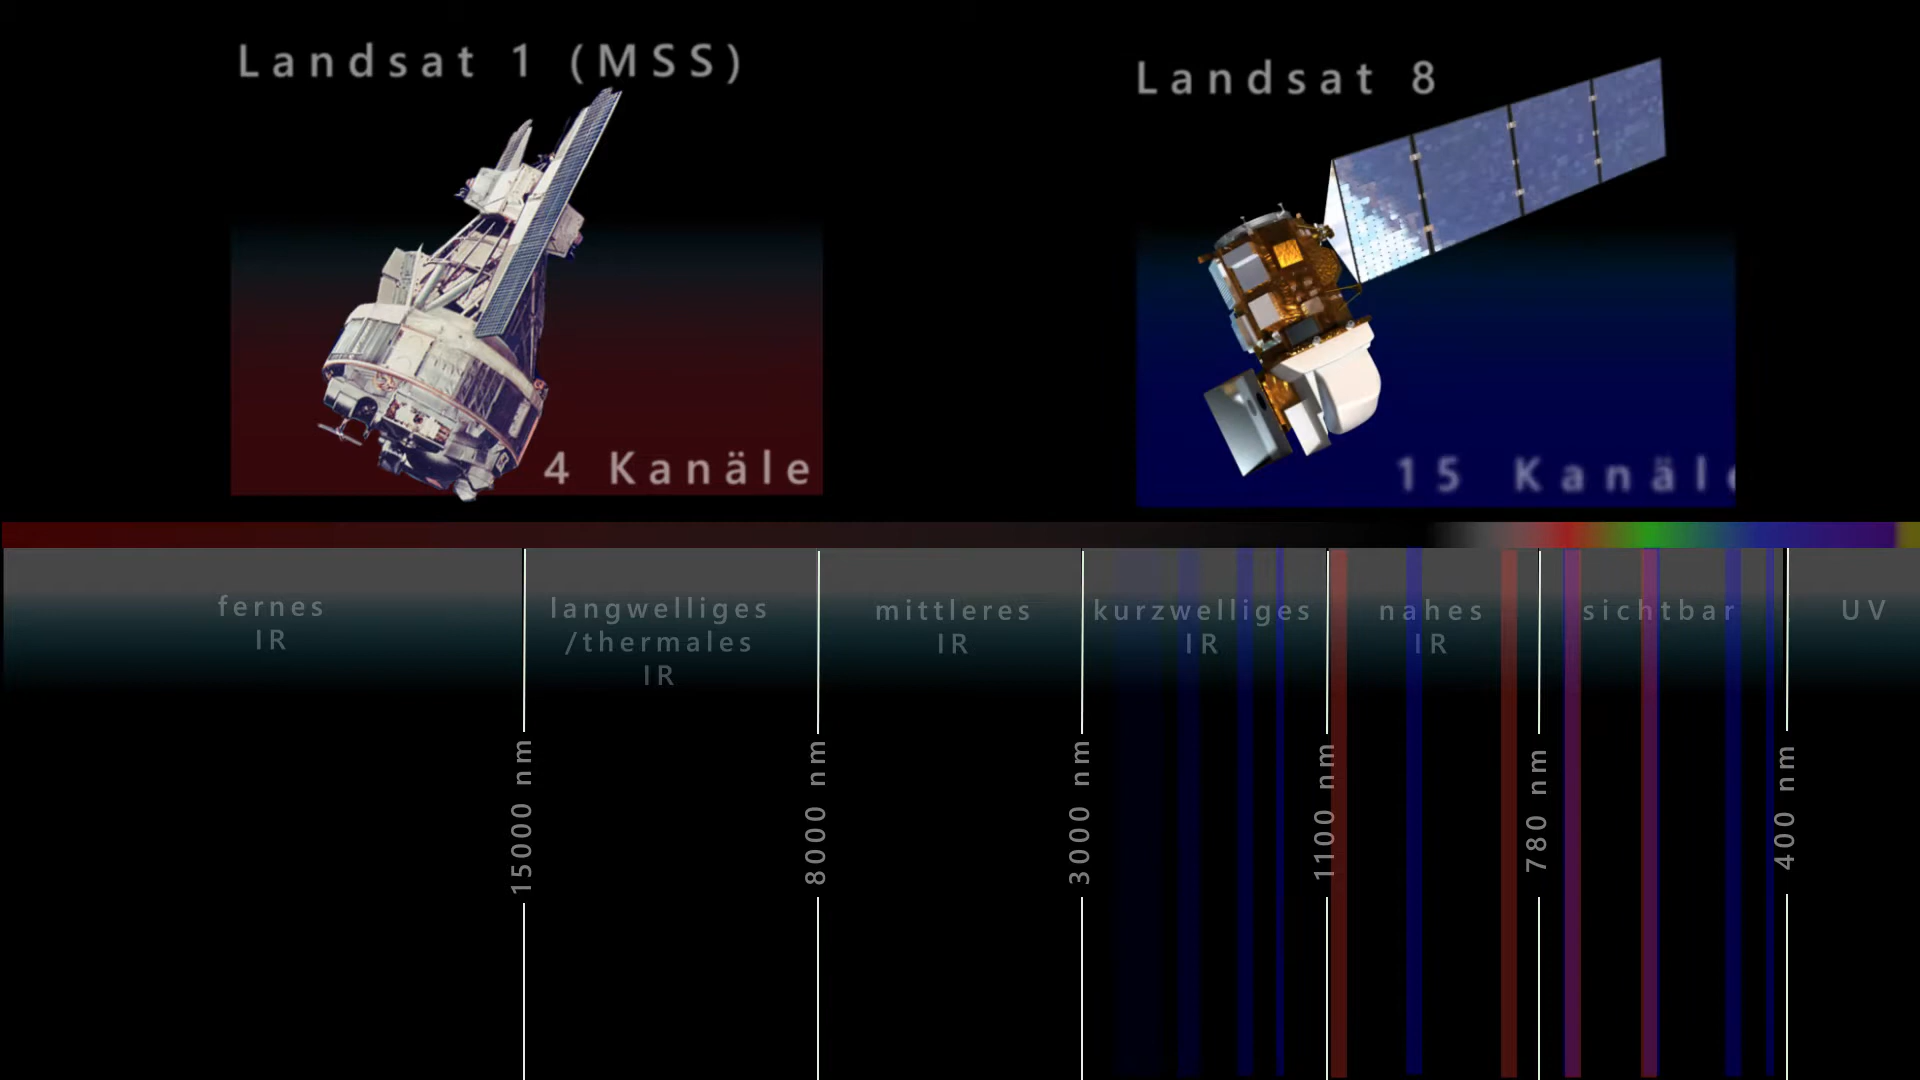 Landsat 1 (MSS)
Landsat 8
4 Kanäle
15 Kanäle
fernes
IR
langwelliges
/thermales
IR
mittleres
IR
kurzwelliges
IR
nahes
IR
sichtbar
UV
15000 nm
8000 nm
3000 nm
1100 nm
780 nm
400 nm